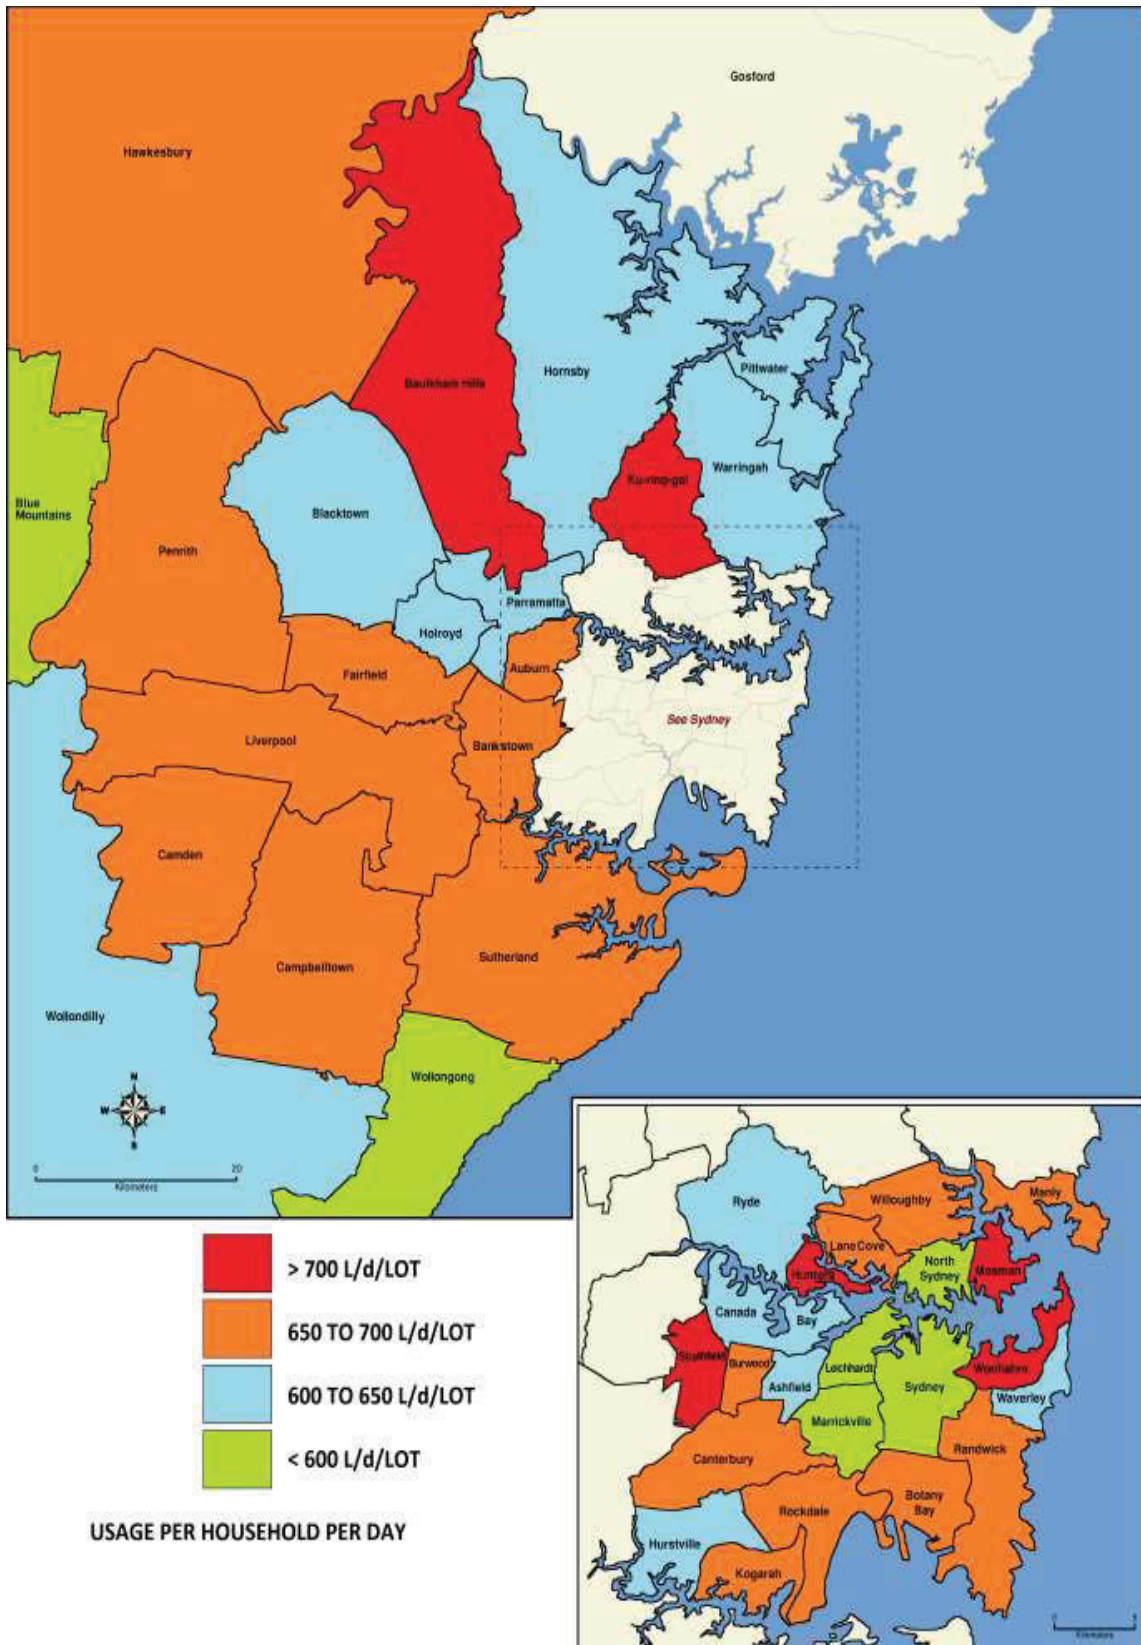 Gosford
Hawkesbury
Baulkham Hills
Hornsby
Pittwater
Ku-ring-gai
Warringah
Blue
Mountains
Blacktown
Penrith
Parramatta
Holroyd
Auburn
Fairfield
See Sydney
Liverpool
Bankstown
Camden
Campbelltown
Sutherland
Wollondilly
Wollongong
N
W E
S
0 20
Kilometers
> 700 L/d/LOT
650 TO 700 L/d/LOT
600 TO 650 L/d/LOT
< 600 L/d/LOT
USAGE PER HOUSEHOLD PER DAY
Ryde
Willoughby
Manly
Lane Cove
Hunters
North
Sydney
Mosman
Canada
Bay
Strathfield
Burwood
Ashfield
Leichhardt
Sydney
Woollahra
Waverley
Marrickville
Canterbury
Randwick
Rockdale
Botany
Bay
Hurstville
Kogarah
Kilometers